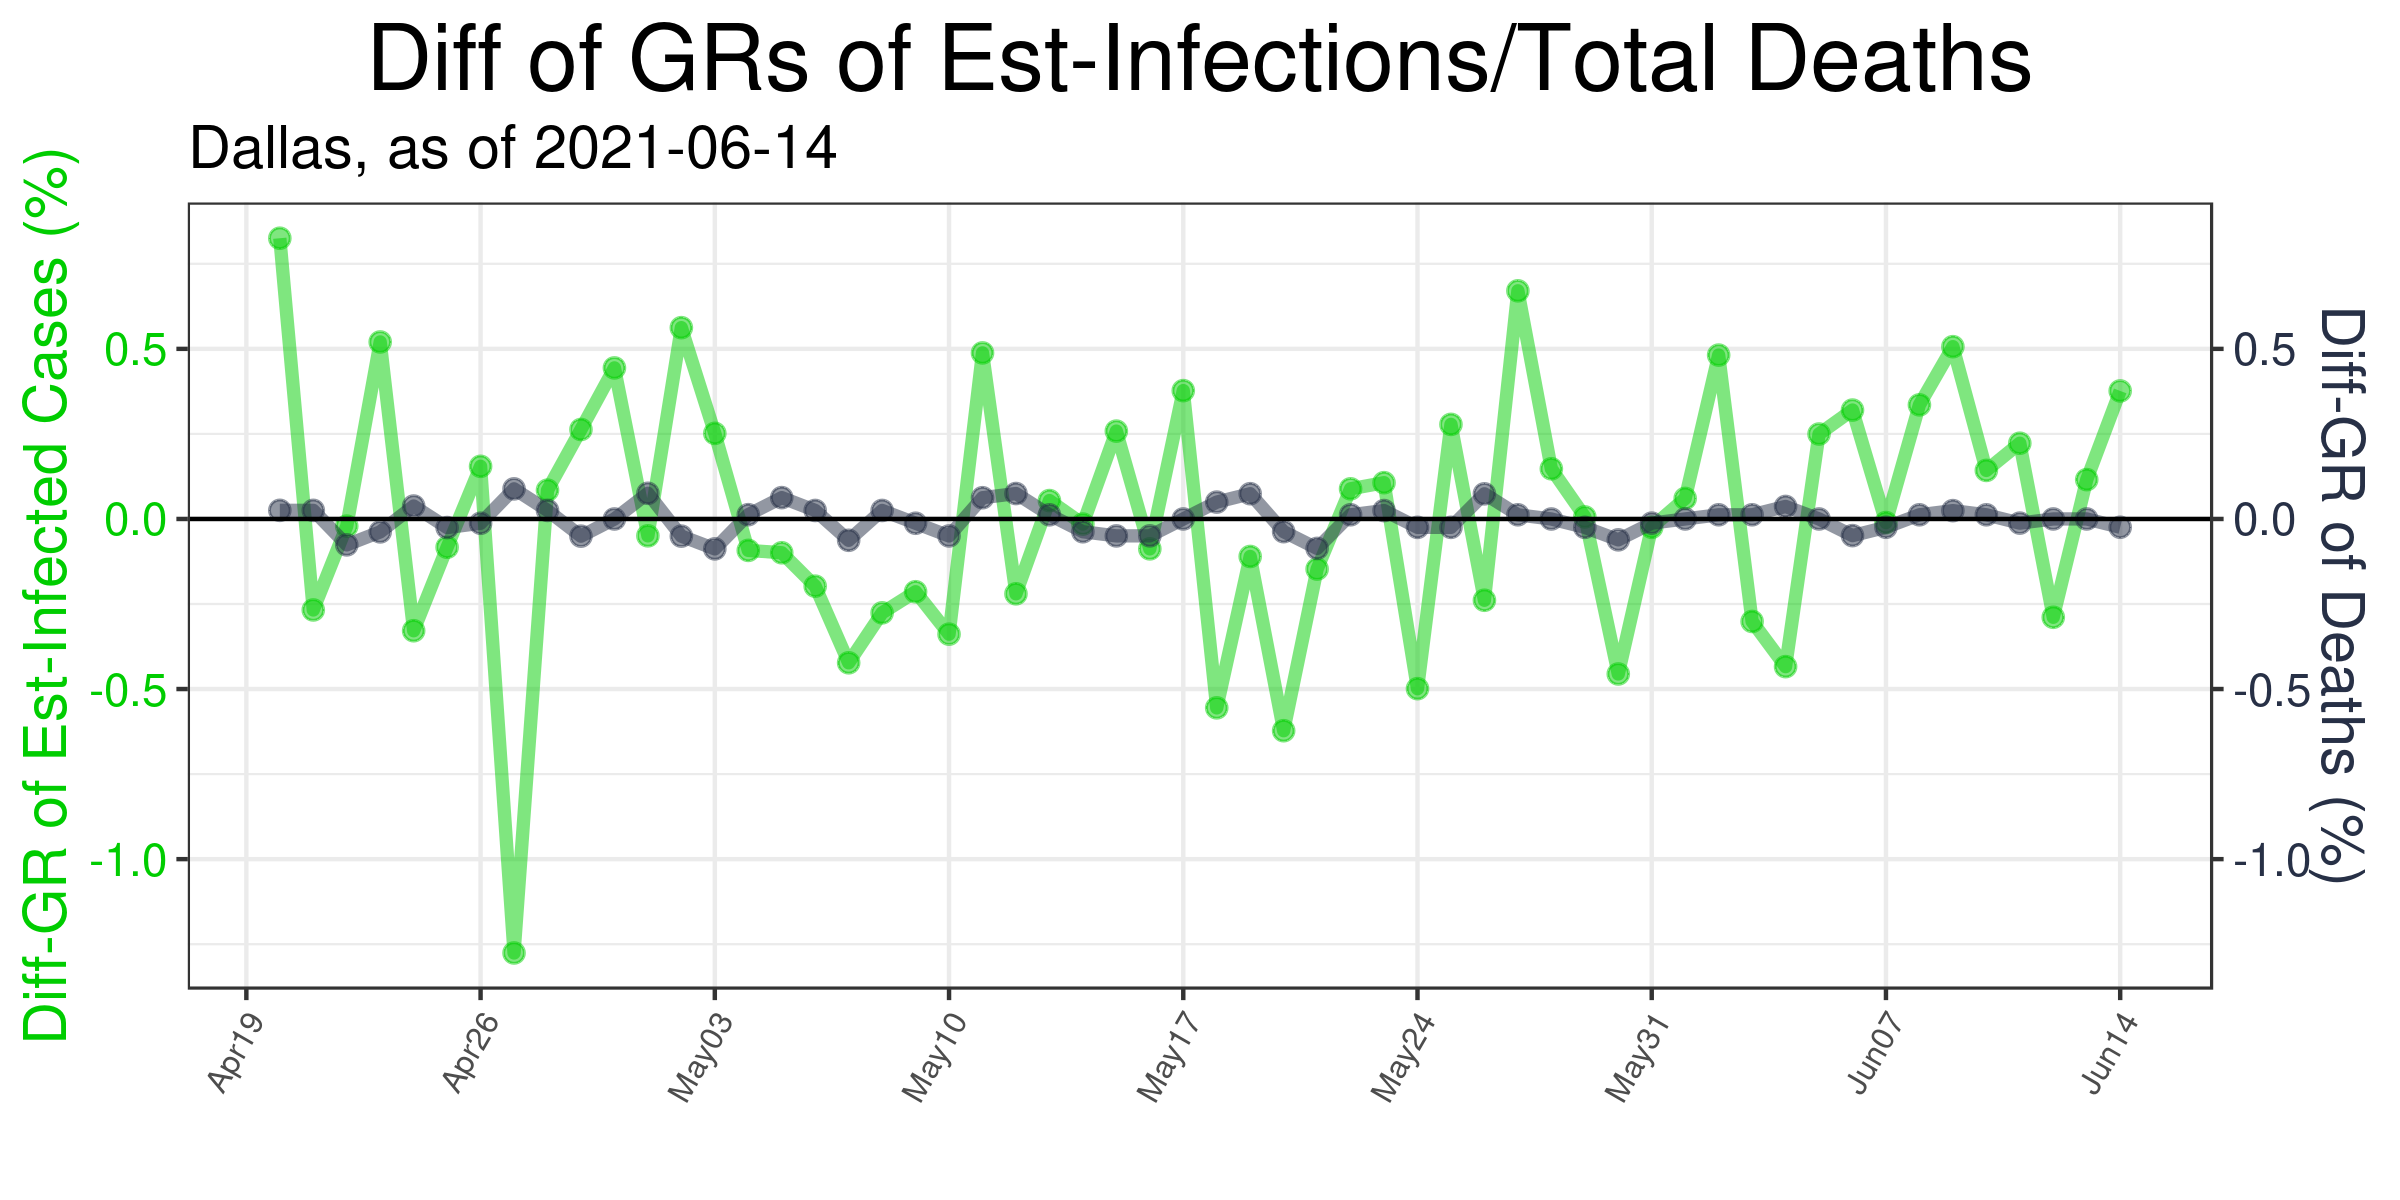 Diff of GRs of Est-Infections/Total Deaths
Dallas, as of 2021-06-14
Diff-GR of Est-Infected Cases (%)
0.5
0.0
-0.5
-1.0
0.5
0.0
-0.5
-1.0
Diff-GR of Deaths (%)
Apr19
Apr26
May03
May10
May17
May24
May31
Jun07
Jun14